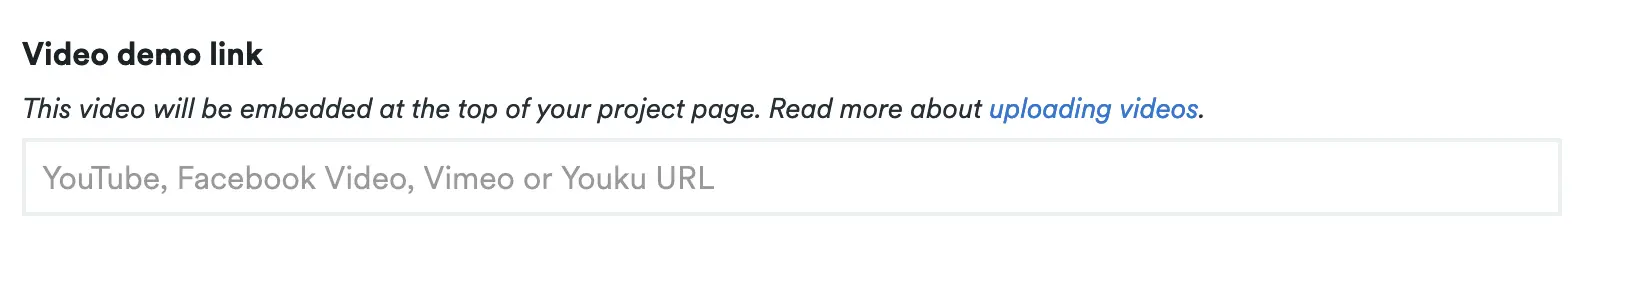 Video demo link
This video will be embedded at the top of your project page. Read more about uploading videos.
YouTube, Facebook Video, Vimeo or Youku URL